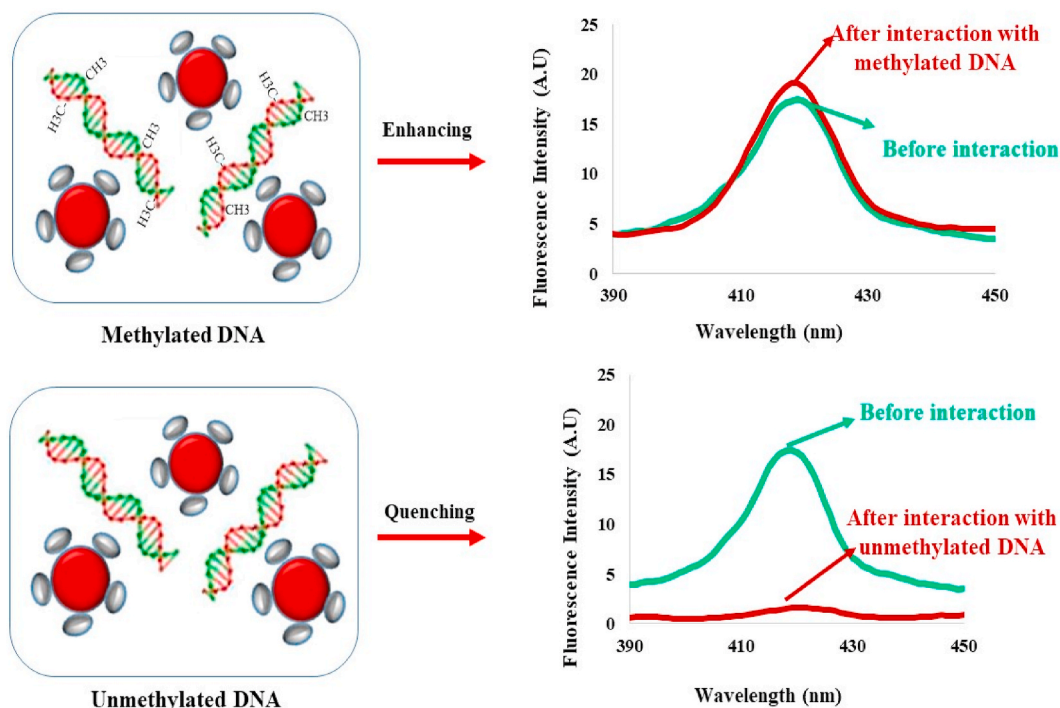 H3C-
CH3
CH3
H3C-
H3C-
CH3
H3C-
CH3
Methylated DNA
Enhancing
Fluorescence Intensity (A.U)
25
20
15
10
5
0
390
410
430
450
Wavelength (nm)
After interaction with
methylated DNA
Before interaction
Unmethylated DNA
Quenching
Fluorescence Intensity (A.U)
25
20
15
10
5
0
390
410
430
450
Wavelength (nm)
Before interaction
After interaction with
unmethylated DNA